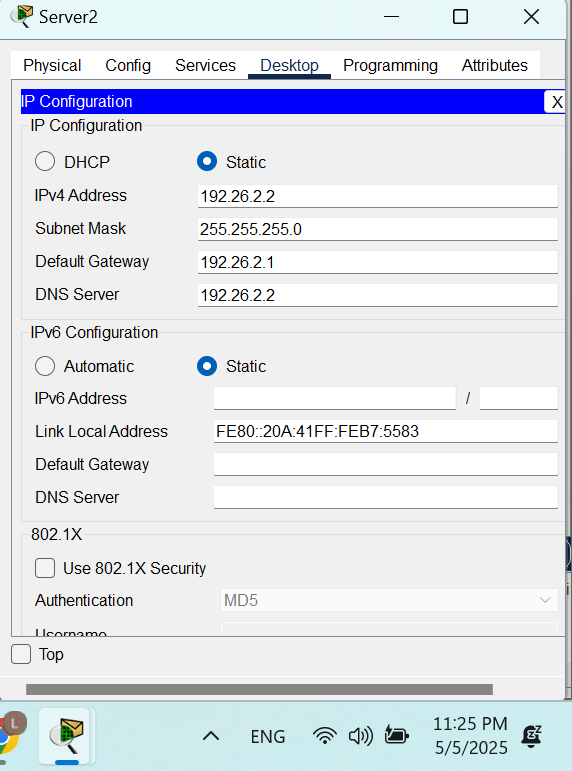 Server2
Physical Config Services Desktop Programming Attributes
IP Configuration X
IP Configuration
DHCP Static
IPv4 Address 192.26.2.2
Subnet Mask 255.255.255.0
Default Gateway 192.26.2.1
DNS Server 192.26.2.2
IPv6 Configuration
Automatic Static
IPv6 Address /
Link Local Address FE80::20A:41FF:FEB7:5583
Default Gateway
DNS Server
802.1X
Use 802.1X Security
Authentication MD5
Username
Top
L ENG 11:25 PM
5/5/2025